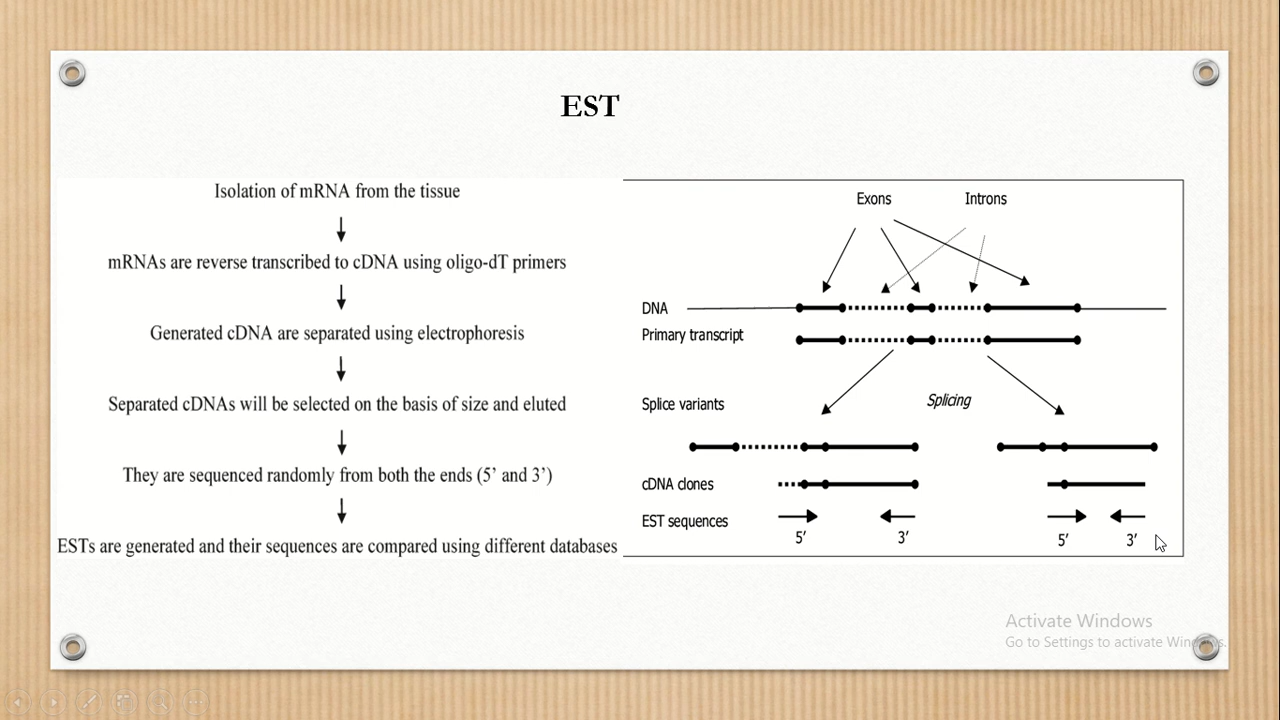 EST
Isolation of mRNA from the tissue
mRNAs are reverse transcribed to cDNA using oligo-dT primers
Generated cDNA are separated using electrophoresis
Separated cDNAs will be selected on the basis of size and eluted
They are sequenced randomly from both the ends (5’ and 3’)
ESTs are generated and their sequences are compared using different databases
Exons Introns
DNA
Primary transcript
Splice variants Splicing
cDNA clones
EST sequences
5’ 3’ 5’ 3’
Activate Windows
Go to Settings to activate Windows.